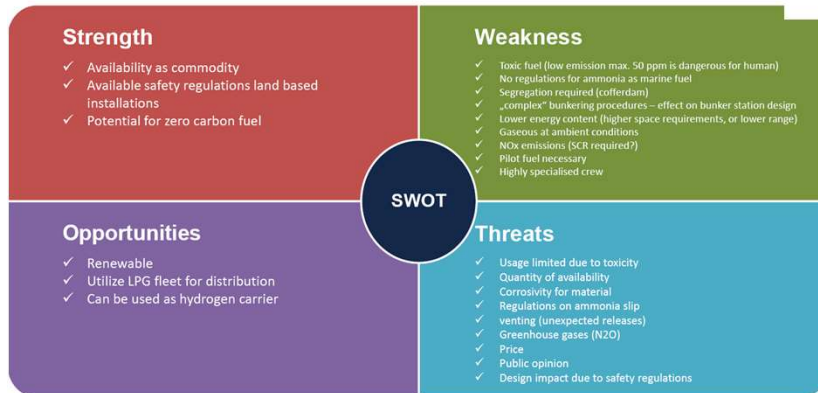 Strength
✓ Availability as commodity
✓ Available safety regulations land based
installations
✓ Potential for zero carbon fuel
Weakness
✓ Toxic fuel (low emission max. 50 ppm is dangerous for human)
✓ No regulations for ammonia as marine fuel
✓ Segregation required (cofferdam)
✓ „complex" bunkering procedures – effect on bunker station design
✓ Lower energy content (higher space requirements, or lower range)
✓ Gaseous at ambient conditions
✓ NOx emissions (SCR required?)
✓ Pilot fuel necessary
✓ Highly specialised crew
SWOT
Opportunities
✓ Renewable
✓ Utilize LPG fleet for distribution
✓ Can be used as hydrogen carrier
Threats
✓ Usage limited due to toxicity
✓ Quantity of availability
✓ Corrosivity for material
✓ Regulations on ammonia slip
✓ venting (unexpected releases)
✓ Greenhouse gases (N2O)
✓ Price
✓ Public opinion
✓ Design impact due to safety regulations